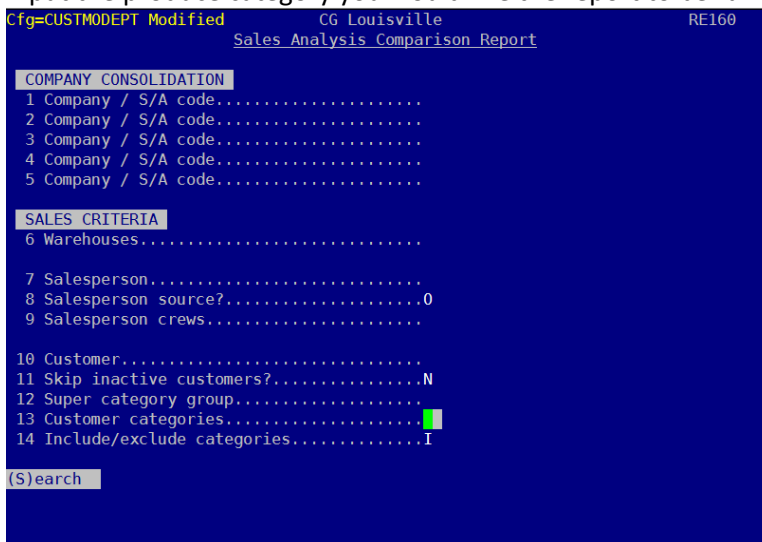 Cfg=CUSTMODEPT Modified CG Louisville RE160
Sales Analysis Comparison Report
COMPANY CONSOLIDATION
1 Company / S/A code......................
2 Company / S/A code......................
3 Company / S/A code......................
4 Company / S/A code......................
5 Company / S/A code......................
SALES CRITERIA
6 Warehouses..............................
7 Salesperson.............................
8 Salesperson source?.....................O
9 Salesperson crews.......................
10 Customer................................
11 Skip inactive customers?................N
12 Super category group....................
13 Customer categories.....................
14 Include/exclude categories..............I
(S)earch